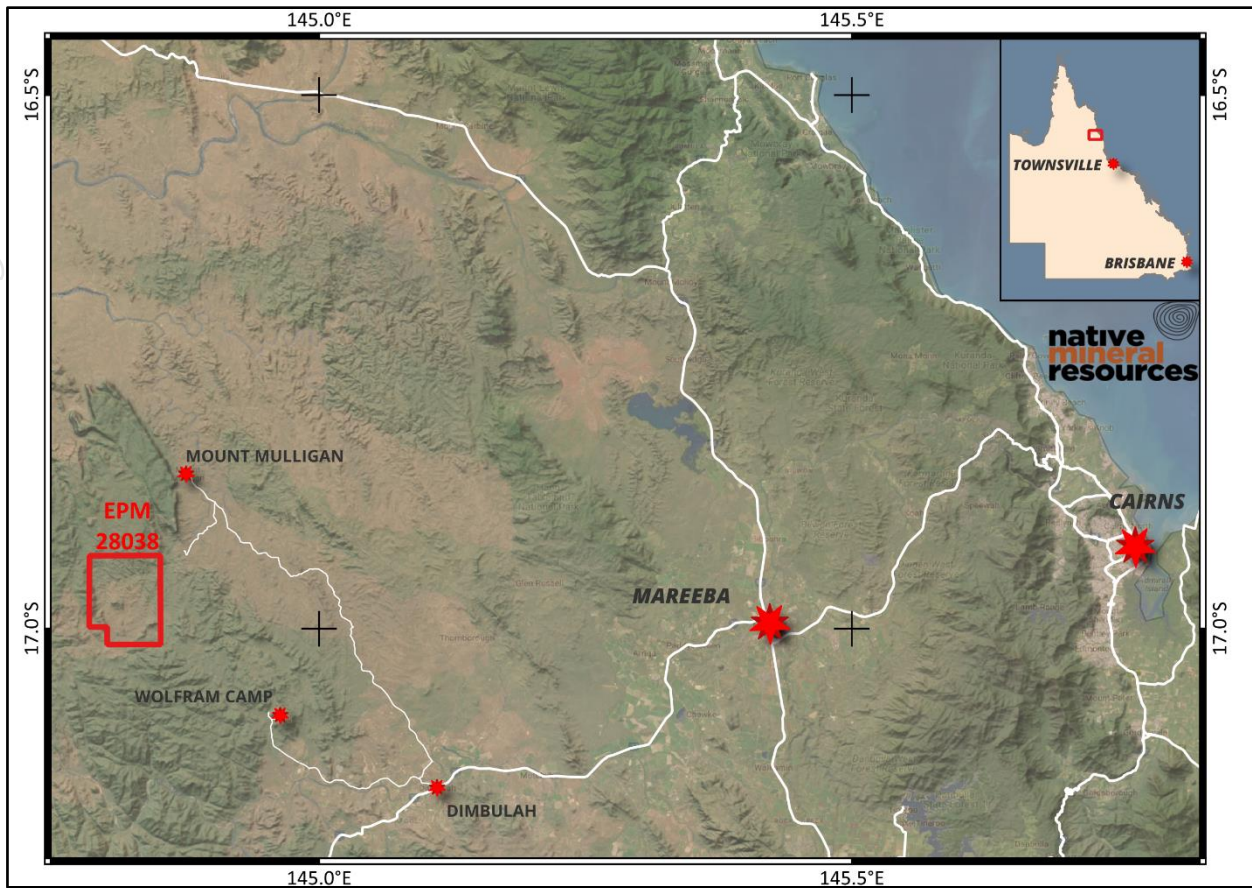 145.0°E
145.5°E
16.5°S
16.5°S
TOWNSVILLE
BRISBANE
native
mineral
resources
MOUNT MULLIGAN
EPM
28038
CAIRNS
MAREEBA
17.0°S
17.0°S
WOLFRAM CAMP
DIMBULAH
145.0°E
145.5°E